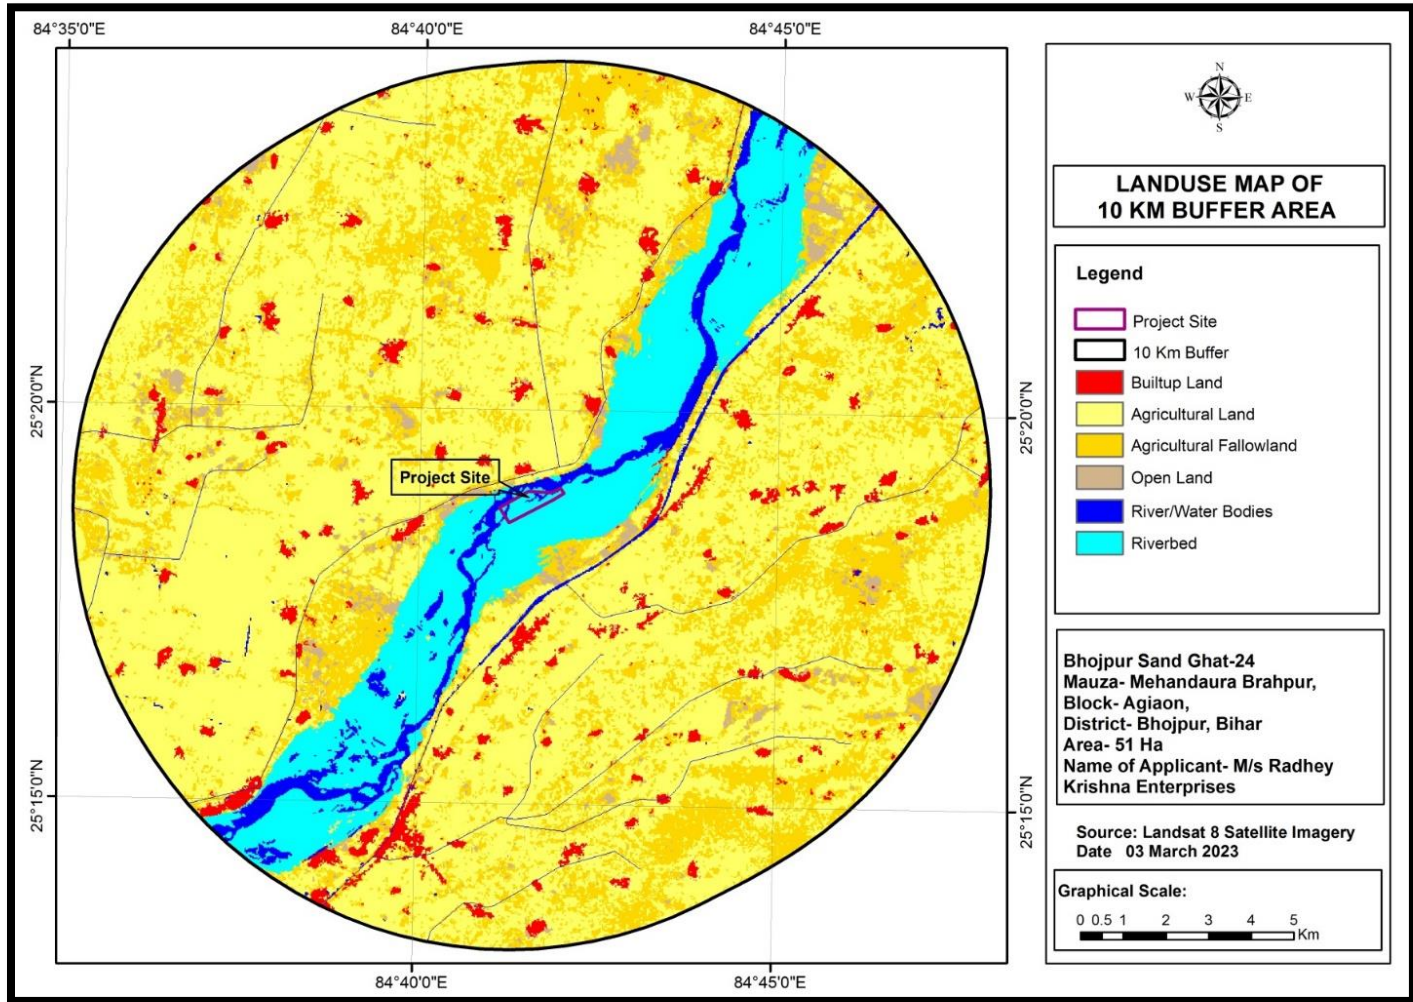 84°35'0"E
84°40'0"E
84°45'0"E
N
W
E
S
LANDUSE MAP OF
10 KM BUFFER AREA
Legend
Project Site
10 Km Buffer
Builtup Land
Agricultural Land
Agricultural Fallowland
Open Land
River/Water Bodies
Riverbed
25°20'0"N
25°20'0"N
Project Site
Bhojpur Sand Ghat-24
Mauza- Mehandaura Brahpur,
Block- Agiaon,
District- Bhojpur, Bihar
Area- 51 Ha
Name of Applicant- M/s Radhey
Krishna Enterprises
25°15'0"N
25°15'0"N
Source: Landsat 8 Satellite Imagery
Date 03 March 2023
Graphical Scale:
0 0.5 1 2 3 4 5
Km
84°40'0"E
84°45'0"E